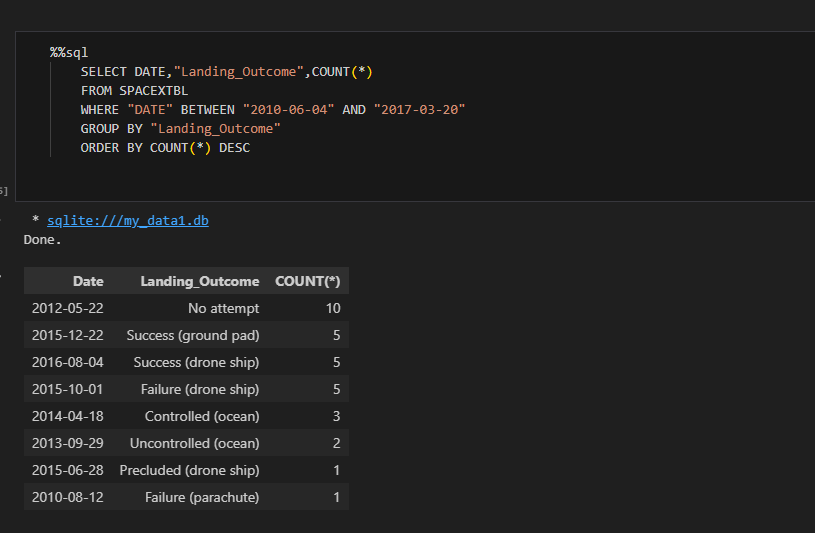 %%sql
SELECT DATE,"Landing_Outcome",COUNT(*)
FROM SPACEXTBL
WHERE "DATE" BETWEEN "2010-06-04" AND "2017-03-20"
GROUP BY "Landing_Outcome"
ORDER BY COUNT(*) DESC
]
* sqlite:///my_data1.db
Done.
Date Landing_Outcome COUNT(*)
2012-05-22 No attempt 10
2015-12-22 Success (ground pad) 5
2016-08-04 Success (drone ship) 5
2015-10-01 Failure (drone ship) 5
2014-04-18 Controlled (ocean) 3
2013-09-29 Uncontrolled (ocean) 2
2015-06-28 Precluded (drone ship) 1
2010-08-12 Failure (parachute) 1